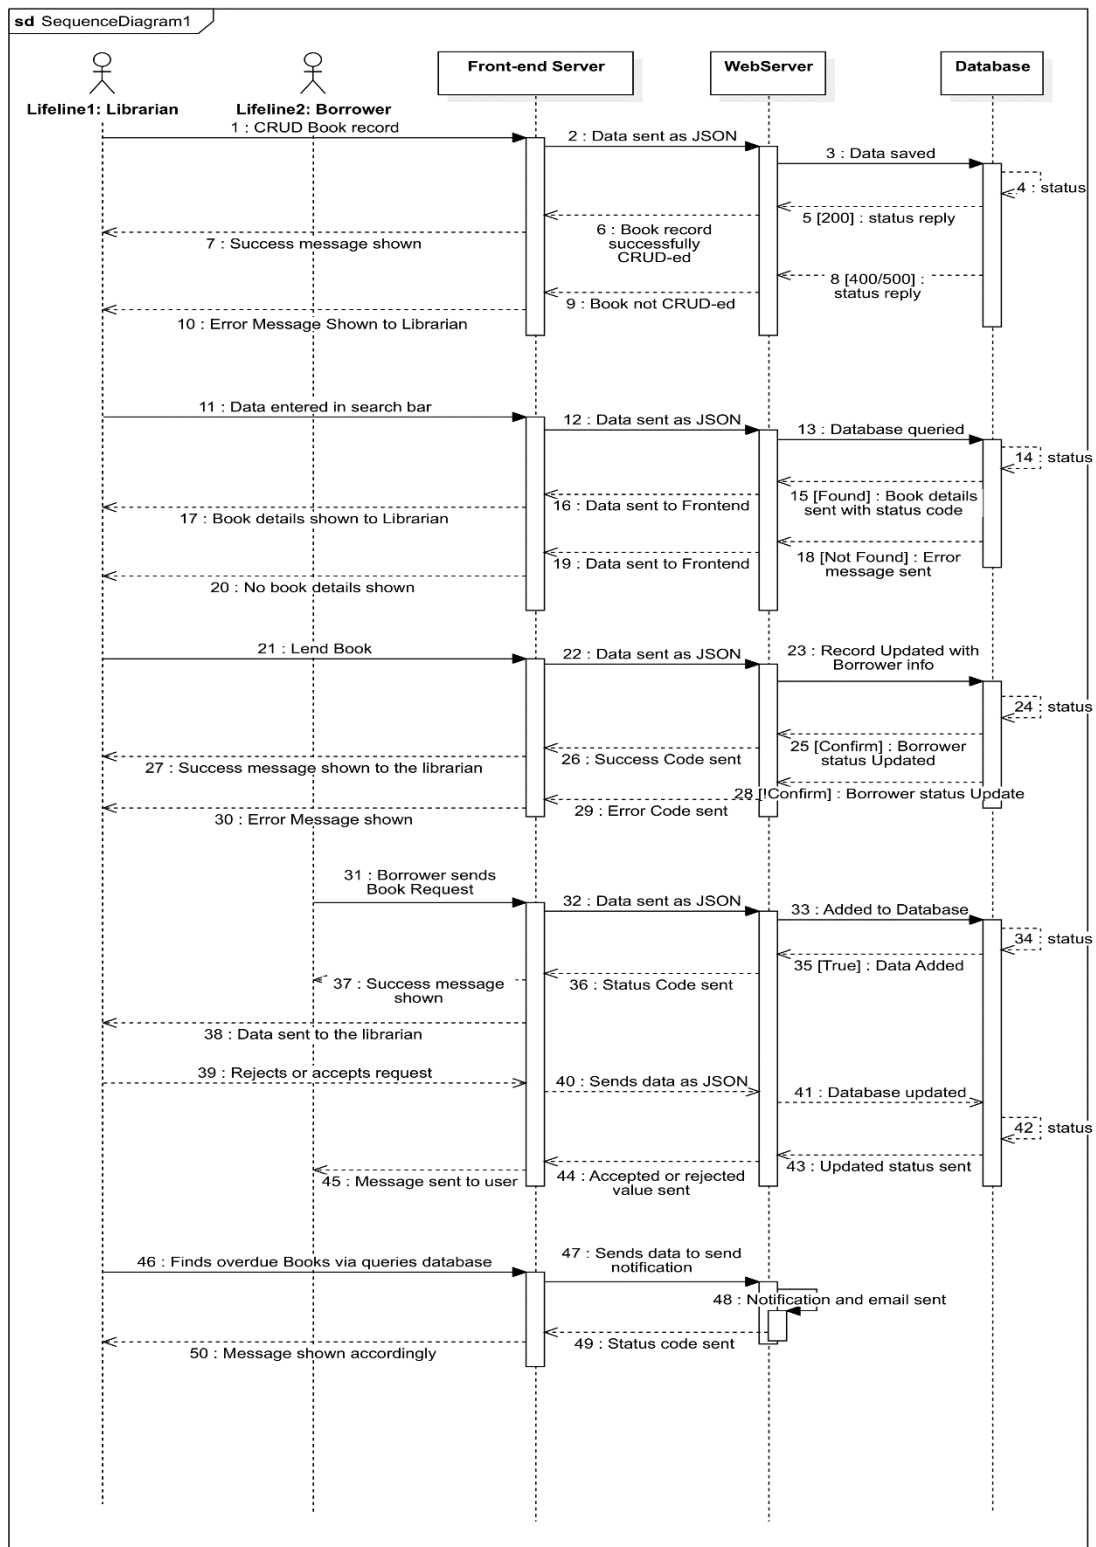 sd SequenceDiagram1
Front-end Server
WebServer
Database
Lifeline1: Librarian
Lifeline2: Borrower
1 : CRUD Book record
2 : Data sent as JSON
3 : Data saved
4 : status
5 [200] : status reply
6 : Book record
successfully
CRUD-ed
7 : Success message shown
8 [400/500] :
status reply
9 : Book not CRUD-ed
10 : Error Message Shown to Librarian
11 : Data entered in search bar
12 : Data sent as JSON
13 : Database queried
14 : status
15 [Found] : Book details
sent with status code
16 : Data sent to Frontend
17 : Book details shown to Librarian
18 [Not Found] : Error
message sent
19 : Data sent to Frontend
20 : No book details shown
21 : Lend Book
22 : Data sent as JSON
23 : Record Updated with
Borrower info
24 : status
25 [Confirm] : Borrower
status Updated
26 : Success Code sent
27 : Success message shown to the librarian
28 [!Confirm] : Borrower status Update
29 : Error Code sent
30 : Error Message shown
31 : Borrower sends
Book Request
32 : Data sent as JSON
33 : Added to Database
34 : status
35 [True] : Data Added
36 : Status Code sent
37 : Success message
shown
38 : Data sent to the librarian
39 : Rejects or accepts request
40 : Sends data as JSON
41 : Database updated
42 : status
43 : Updated status sent
44 : Accepted or rejected
value sent
45 : Message sent to user
46 : Finds overdue Books via queries database
47 : Sends data to send
notification
48 : Notification and email sent
49 : Status code sent
50 : Message shown accordingly